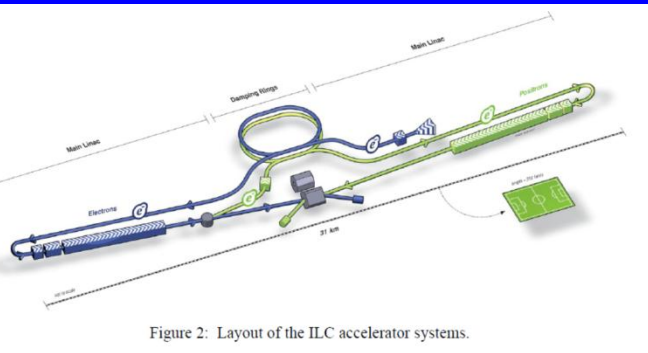 Main Linac
Damping Rings
Main Linac
Positrons
e
e
Electrons
e
e
31 km
Figure 2:  Layout of the ILC accelerator systems.